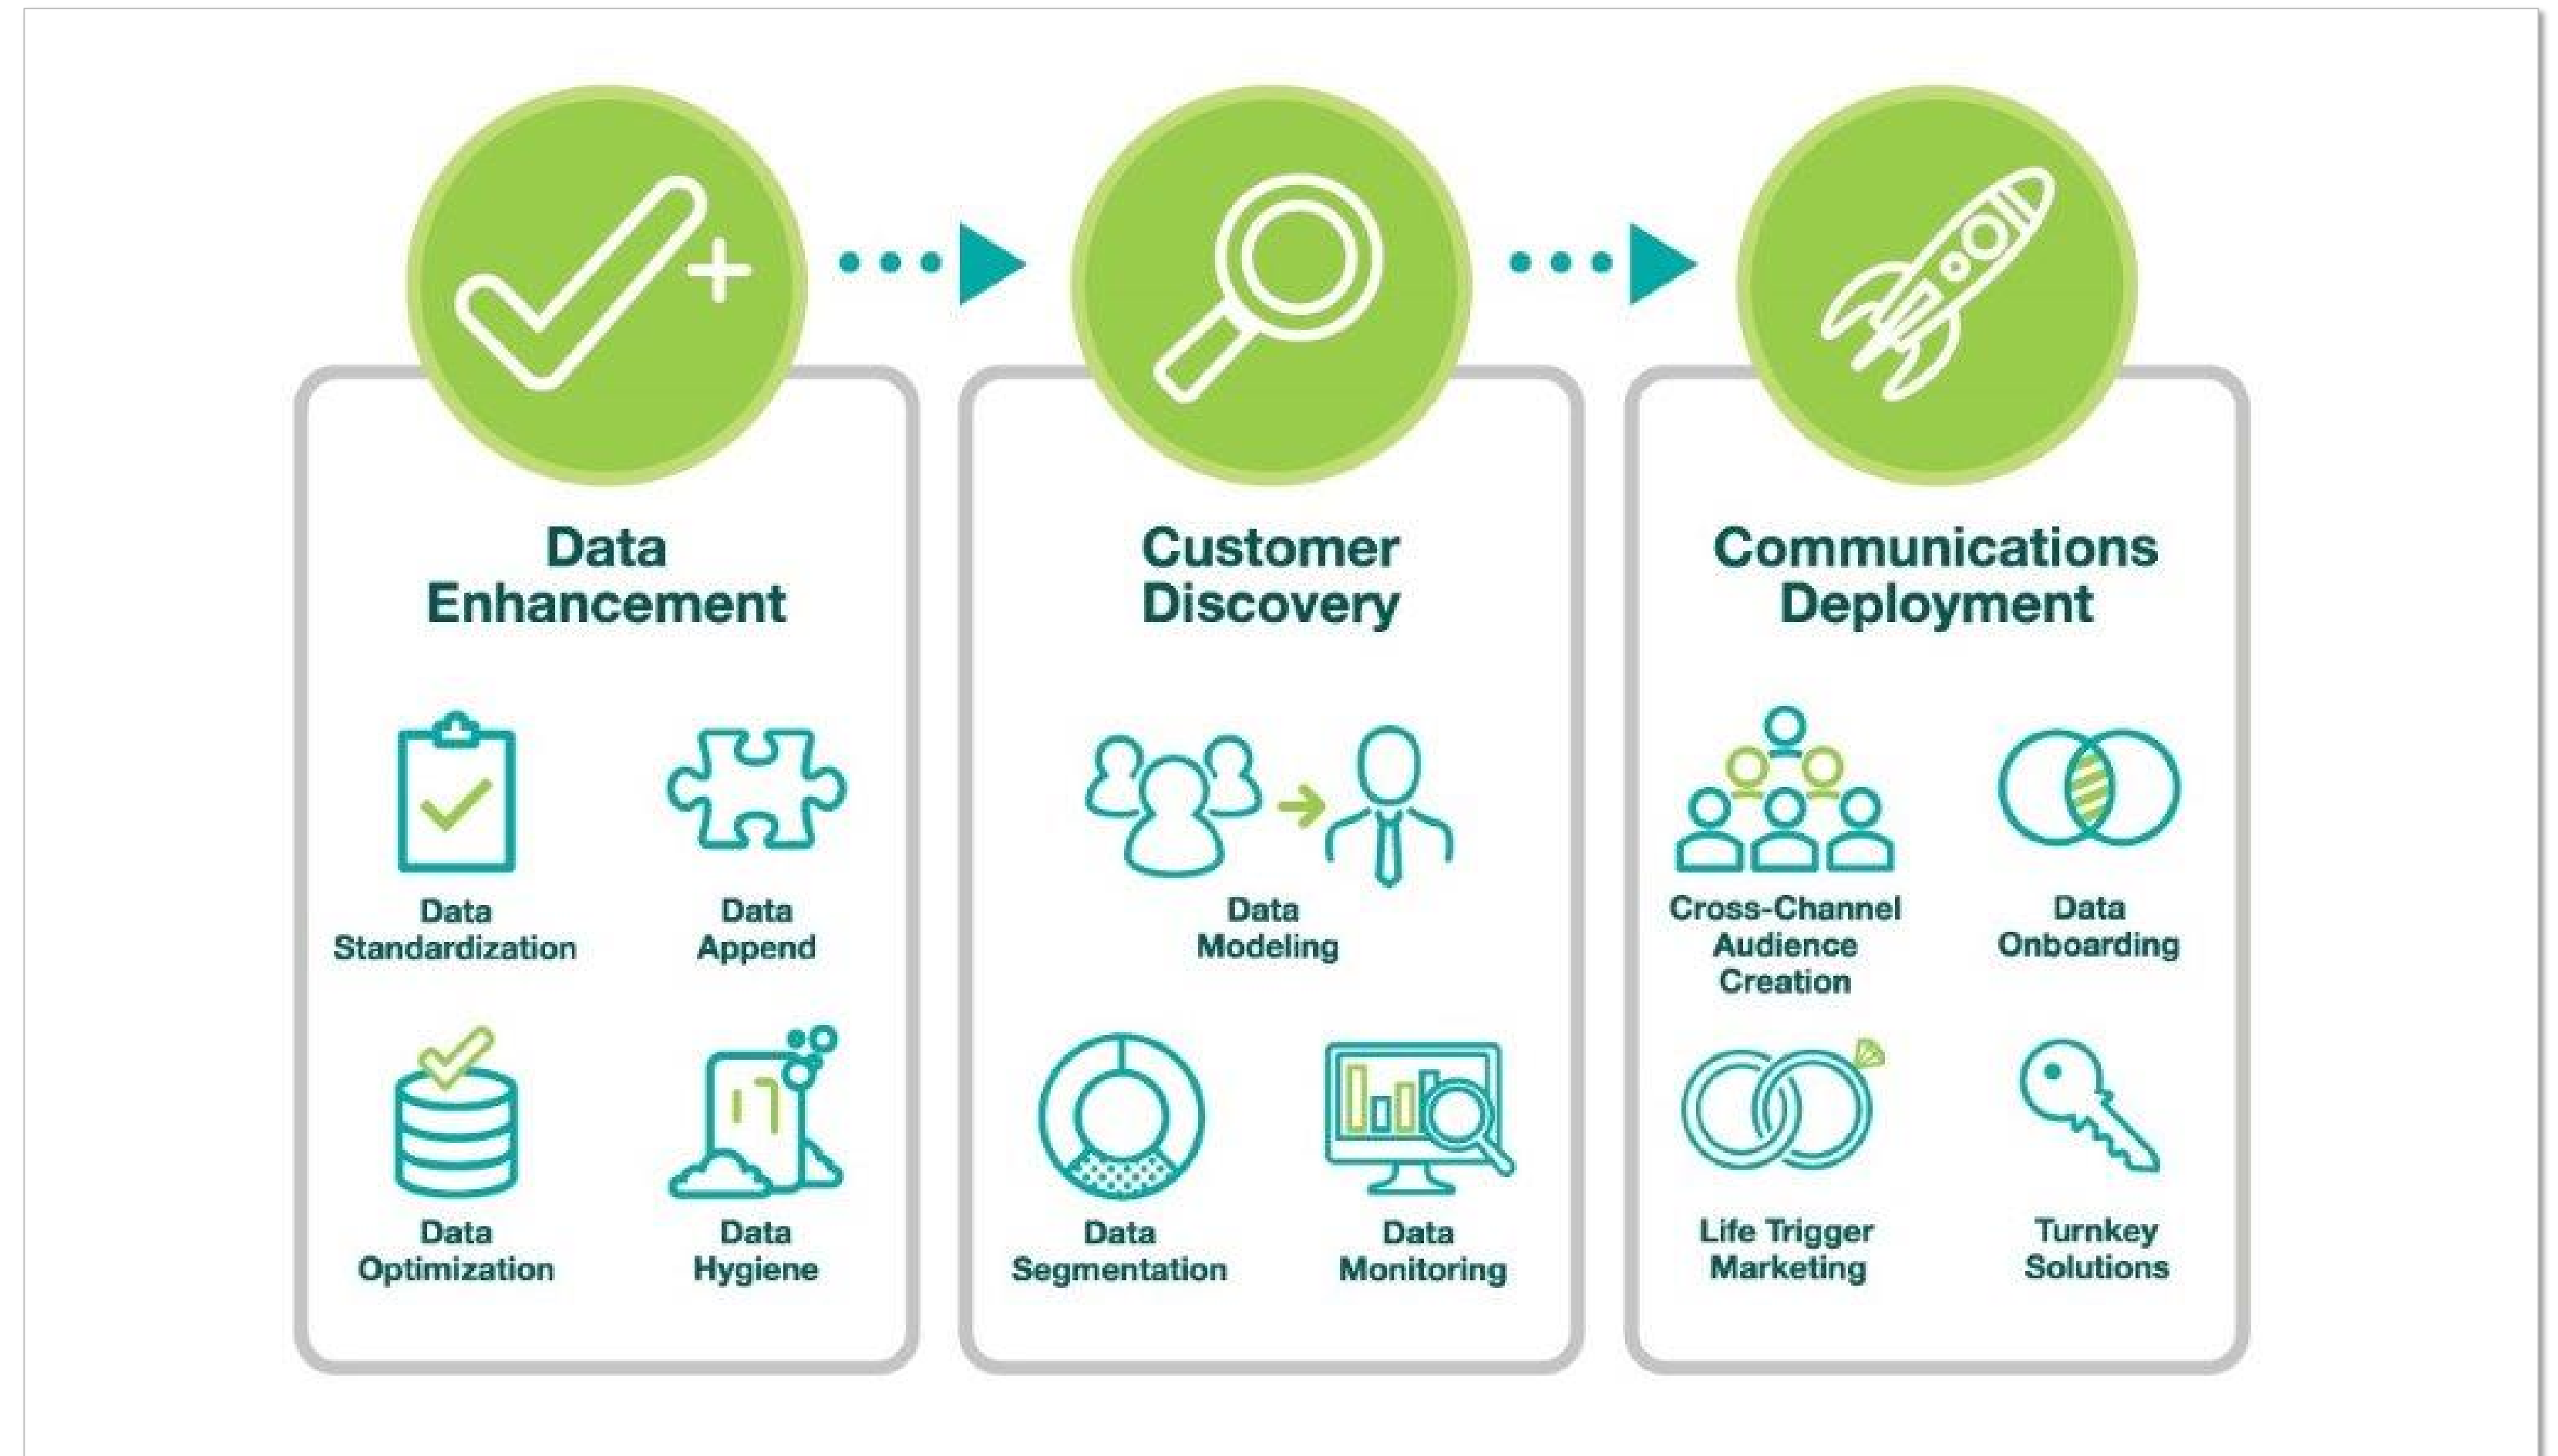 Data
Enhancement
Data
Standardization
Data
Append
Data
Optimization
Data
Hygiene
Customer
Discovery
Data
Modeling
Data
Segmentation
Data
Monitoring
Communications
Deployment
Cross-Channel
Audience
Creation
Data
Onboarding
Life Trigger
Marketing
Turnkey
Solutions